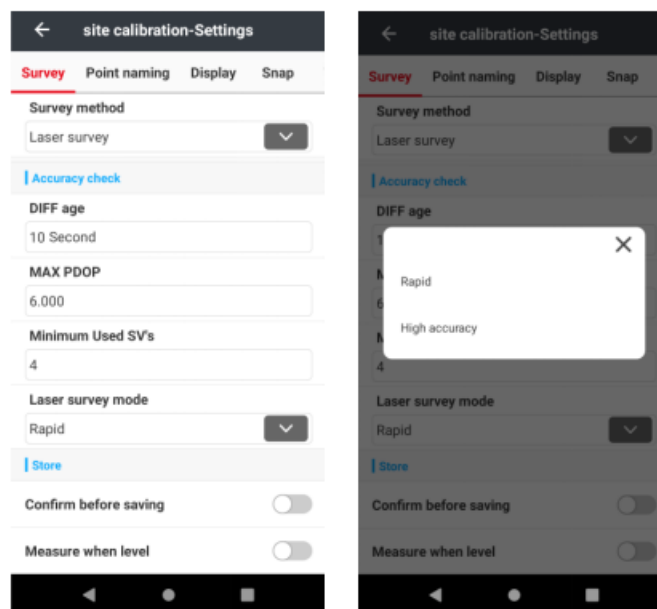 site calibration-Settings
Survey Point naming Display Snap
Survey method
Laser survey
Accuracy check
DIFF age
10 Second
MAX PDOP
6.000
Minimum Used SV's
4
Laser survey mode
Rapid
Store
Confirm before saving
Measure when level
site calibration-Settings
Survey Point naming Display Snap
Survey method
Laser survey
Accuracy check
DIFF age
Rapid
High accuracy
4
Laser survey mode
Rapid
Store
Confirm before saving
Measure when level